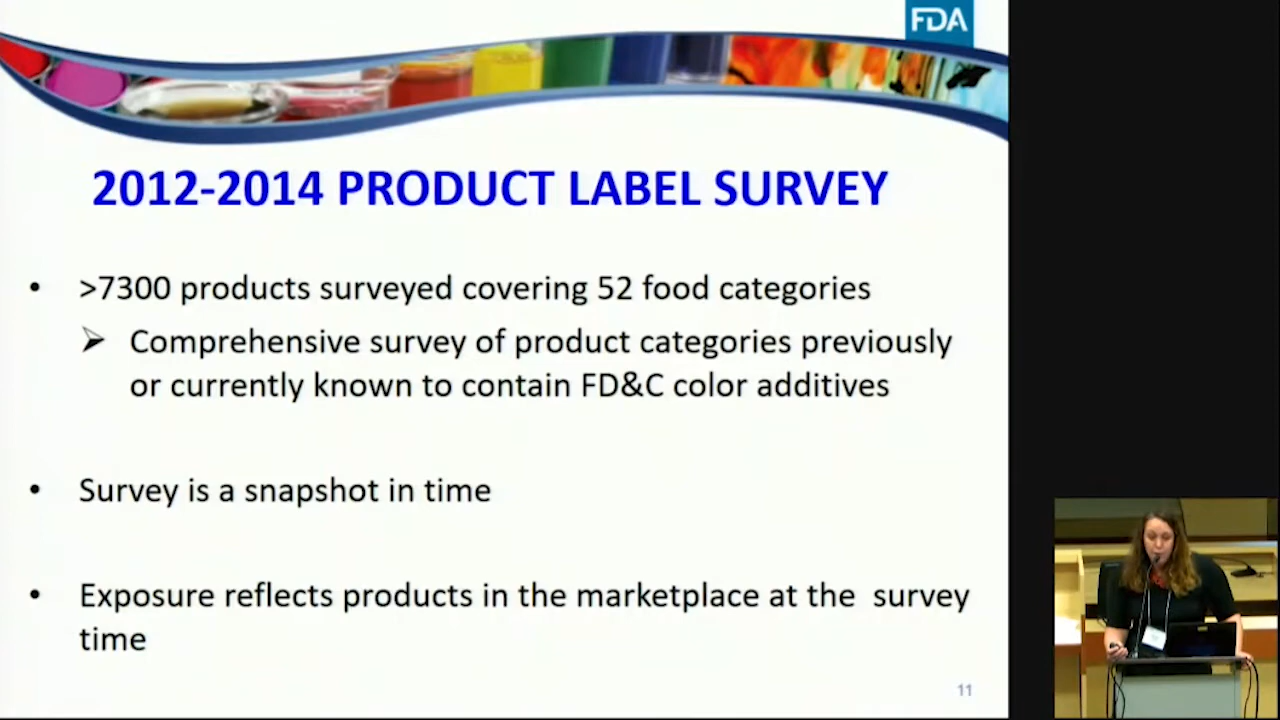 FDA
2012-2014 PRODUCT LABEL SURVEY
• >7300 products surveyed covering 52 food categories
➢ Comprehensive survey of product categories previously
or currently known to contain FD&C color additives
• Survey is a snapshot in time
• Exposure reflects products in the marketplace at the survey
time
11